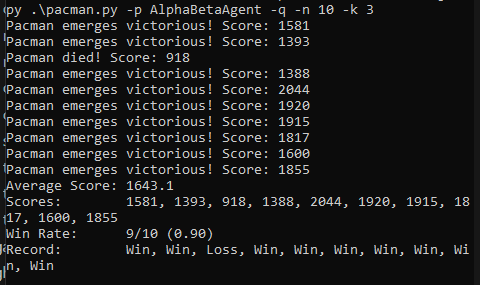 py .\pacman.py -p AlphaBetaAgent -q -n 10 -k 3
Pacman emerges victorious! Score: 1581
Pacman emerges victorious! Score: 1393
Pacman died! Score: 918
Pacman emerges victorious! Score: 1388
Pacman emerges victorious! Score: 2044
Pacman emerges victorious! Score: 1920
Pacman emerges victorious! Score: 1915
Pacman emerges victorious! Score: 1817
Pacman emerges victorious! Score: 1600
Pacman emerges victorious! Score: 1855
Average Score: 1643.1
Scores:        1581, 1393, 918, 1388, 2044, 1920, 1915, 18
17, 1600, 1855
Win Rate:      9/10 (0.90)
Record:        Win, Win, Loss, Win, Win, Win, Win, Win, Wi
n, Win